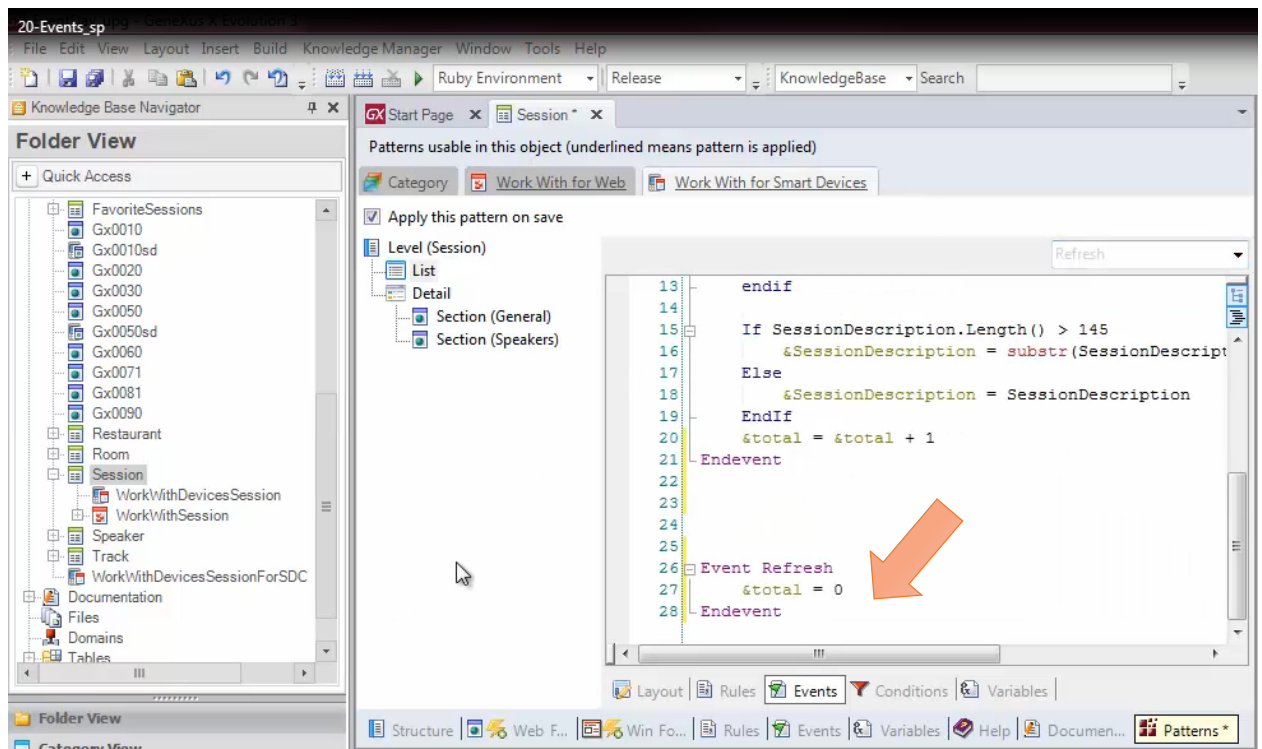 20-Events_sp
File Edit View Layout Insert Build Knowledge Manager Window Tools Help
Ruby Environment Release KnowledgeBase Search
Knowledge Base Navigator
Folder View
Quick Access
FavoriteSessions
Gx0010
Gx0010sd
Gx0020
Gx0030
Gx0050
Gx0050sd
Gx0060
Gx0071
Gx0081
Gx0090
Restaurant
Room
Session
WorkWithDevicesSession
WorkWithSession
Speaker
Track
WorkWithDevicesSessionForSDC
Documentation
Files
Domains
Tables
Folder View
Category View
Start Page Session*
Patterns usable in this object (underlined means pattern is applied)
Category Work With for Web Work With for Smart Devices
Apply this pattern on save
Level (Session)
List
Detail
Section (General)
Section (Speakers)
Refresh
13 endif
14
15 If SessionDescription.Length() > 145
16 &SessionDescription = substr(SessionDescript
17 Else
18 &SessionDescription = SessionDescription
19 EndIf
20 &total = &total + 1
21 Endevent
22
23
24
25
26 Event Refresh
27 &total = 0
28 Endevent
Layout Rules Events Conditions Variables
Structure Web F... Win Fo... Rules Events Variables Help Documen... Patterns *